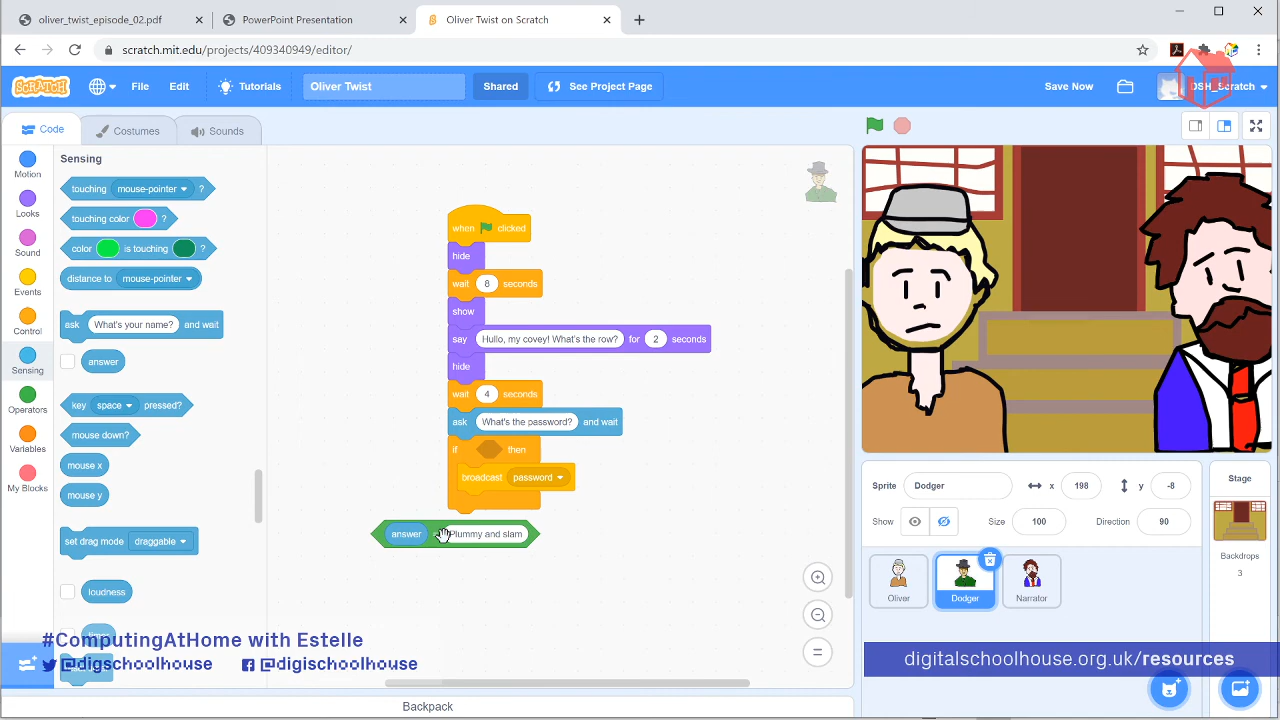 oliver_twist_episode_02.pdf
PowerPoint Presentation
Oliver Twist on Scratch
scratch.mit.edu/projects/409340949/editor/
SCRATCH
File
Edit
Tutorials
Oliver Twist
Shared
See Project Page
Save Now
DSH_Scratch
Code
Costumes
Sounds
Motion
Looks
Sound
Events
Control
Sensing
Operators
Variables
My Blocks
Sensing
touching mouse-pointer ?
touching color ?
color is touching ?
distance to mouse-pointer
ask What's your name? and wait
answer
key space pressed?
mouse down?
mouse x
mouse y
set drag mode draggable
loudness
timer
when clicked
hide
wait 8 seconds
show
say Hullo, my covey! What's the row? for 2 seconds
hide
wait 4 seconds
ask What's the password? and wait
if then
broadcast password
answer Plummy and slam
Sprite Dodger x 198 y -8
Show Size 100 Direction 90
Oliver
Dodger
Narrator
Stage
Backdrops
3
#ComputingAtHome with Estelle
@digschoolhouse @digischoolhouse
digitalschoolhouse.org.uk/resources
Backpack